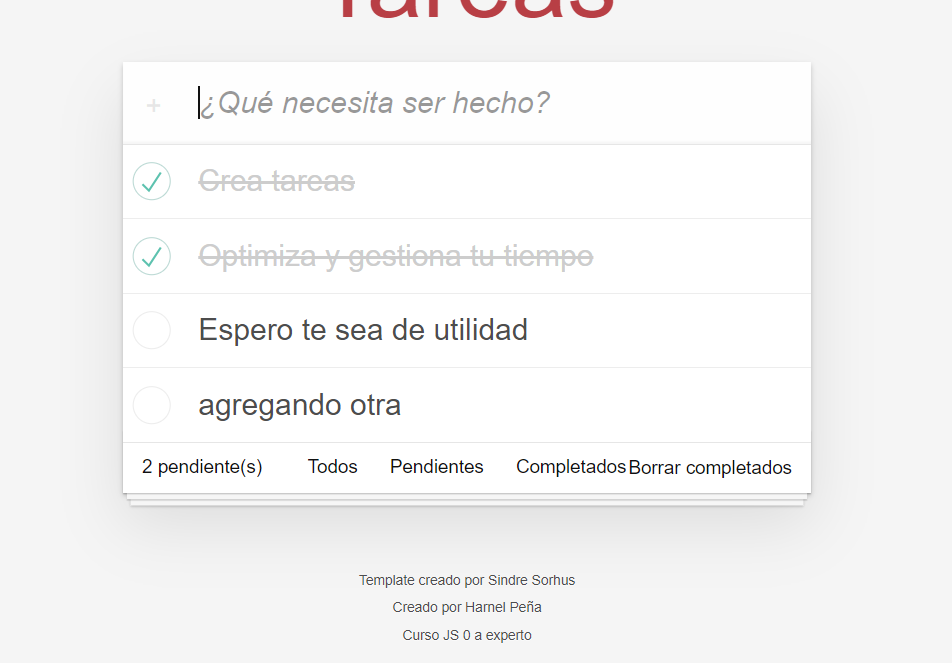 Tareas
¿Qué necesita ser hecho?
Crea tareas
Optimiza y gestiona tu tiempo
Espero te sea de utilidad
agregando otra
2 pendiente(s) Todos Pendientes Completados Borrar completados
Template creado por Sindre Sorhus
Creado por Harnel Peña
Curso JS 0 a experto